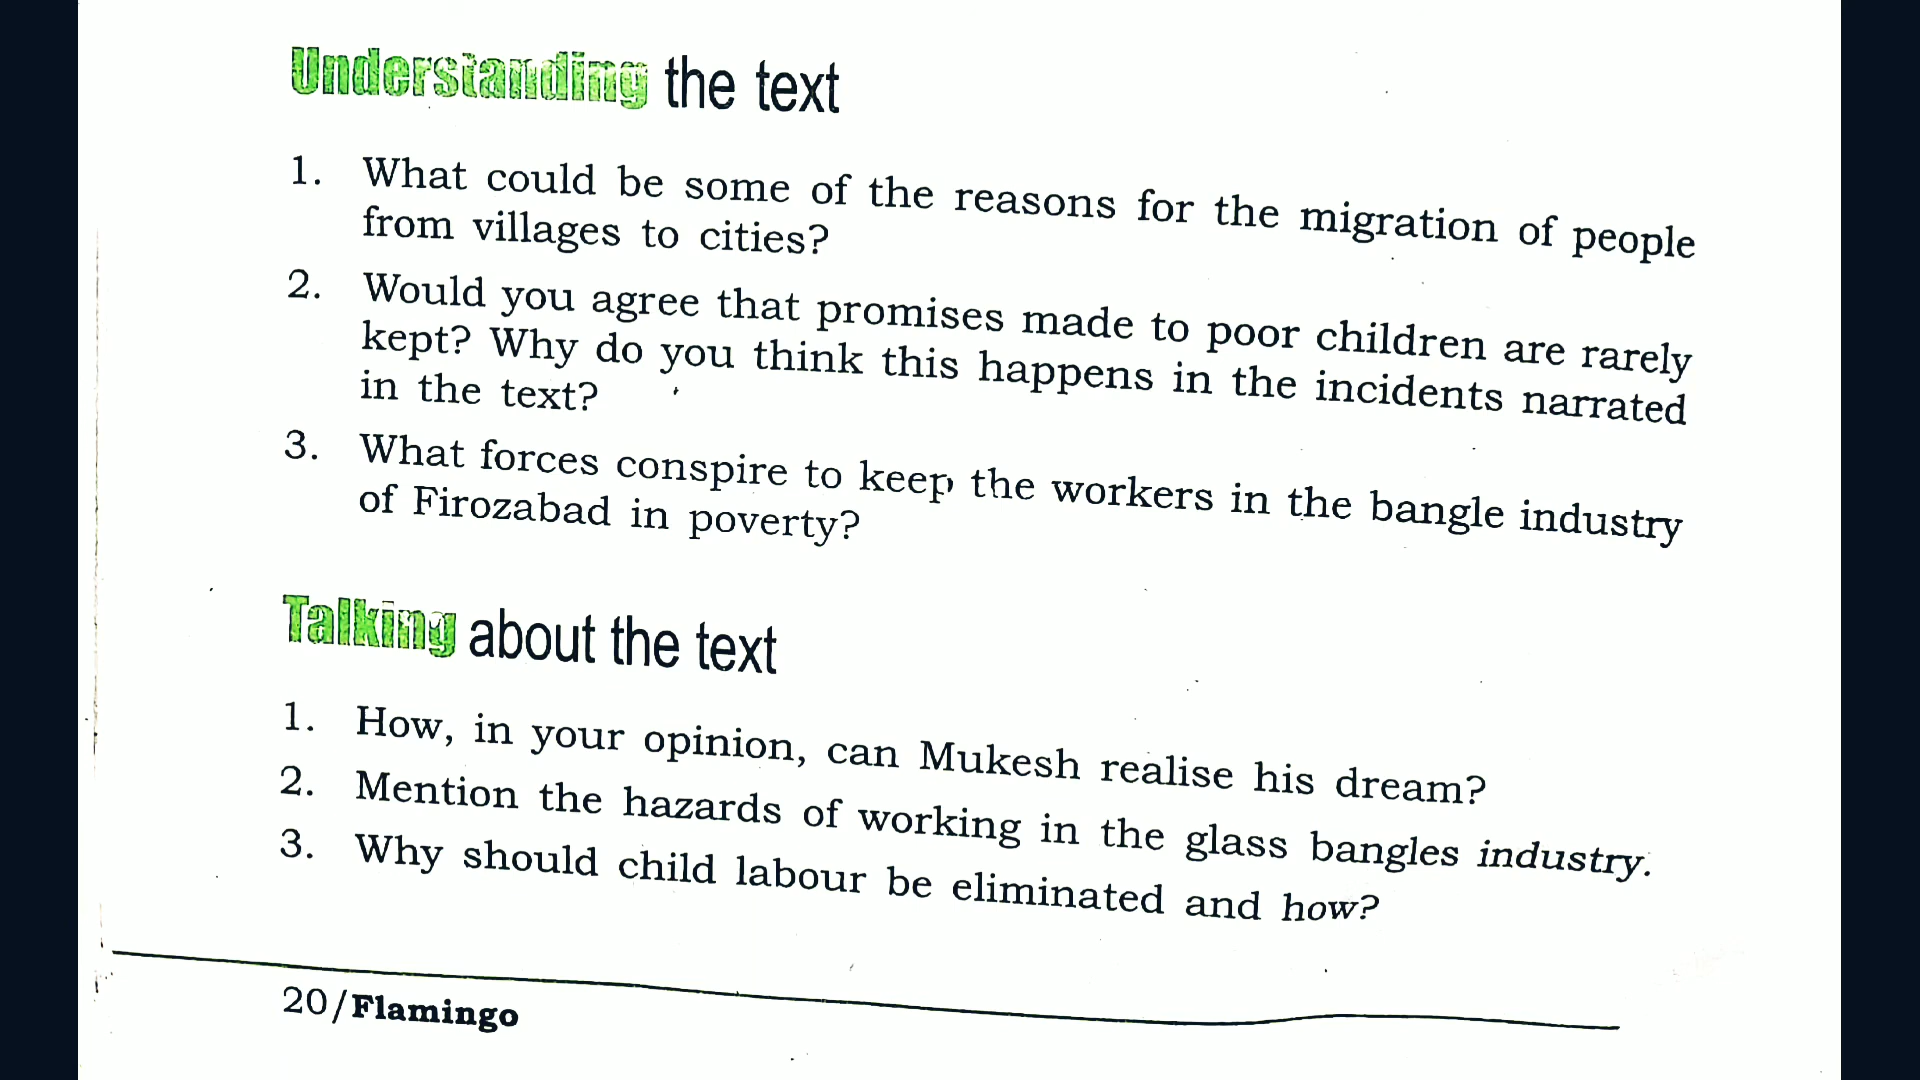 Understanding the text
1. What could be some of the reasons for the migration of people
from villages to cities?
2. Would you agree that promises made to poor children are rarely
kept? Why do you think this happens in the incidents narrated
in the text?
3. What forces conspire to keep the workers in the bangle industry
of Firozabad in poverty?
Talking about the text
1. How, in your opinion, can Mukesh realise his dream?
2. Mention the hazards of working in the glass bangles industry.
3. Why should child labour be eliminated and how?
20/Flamingo